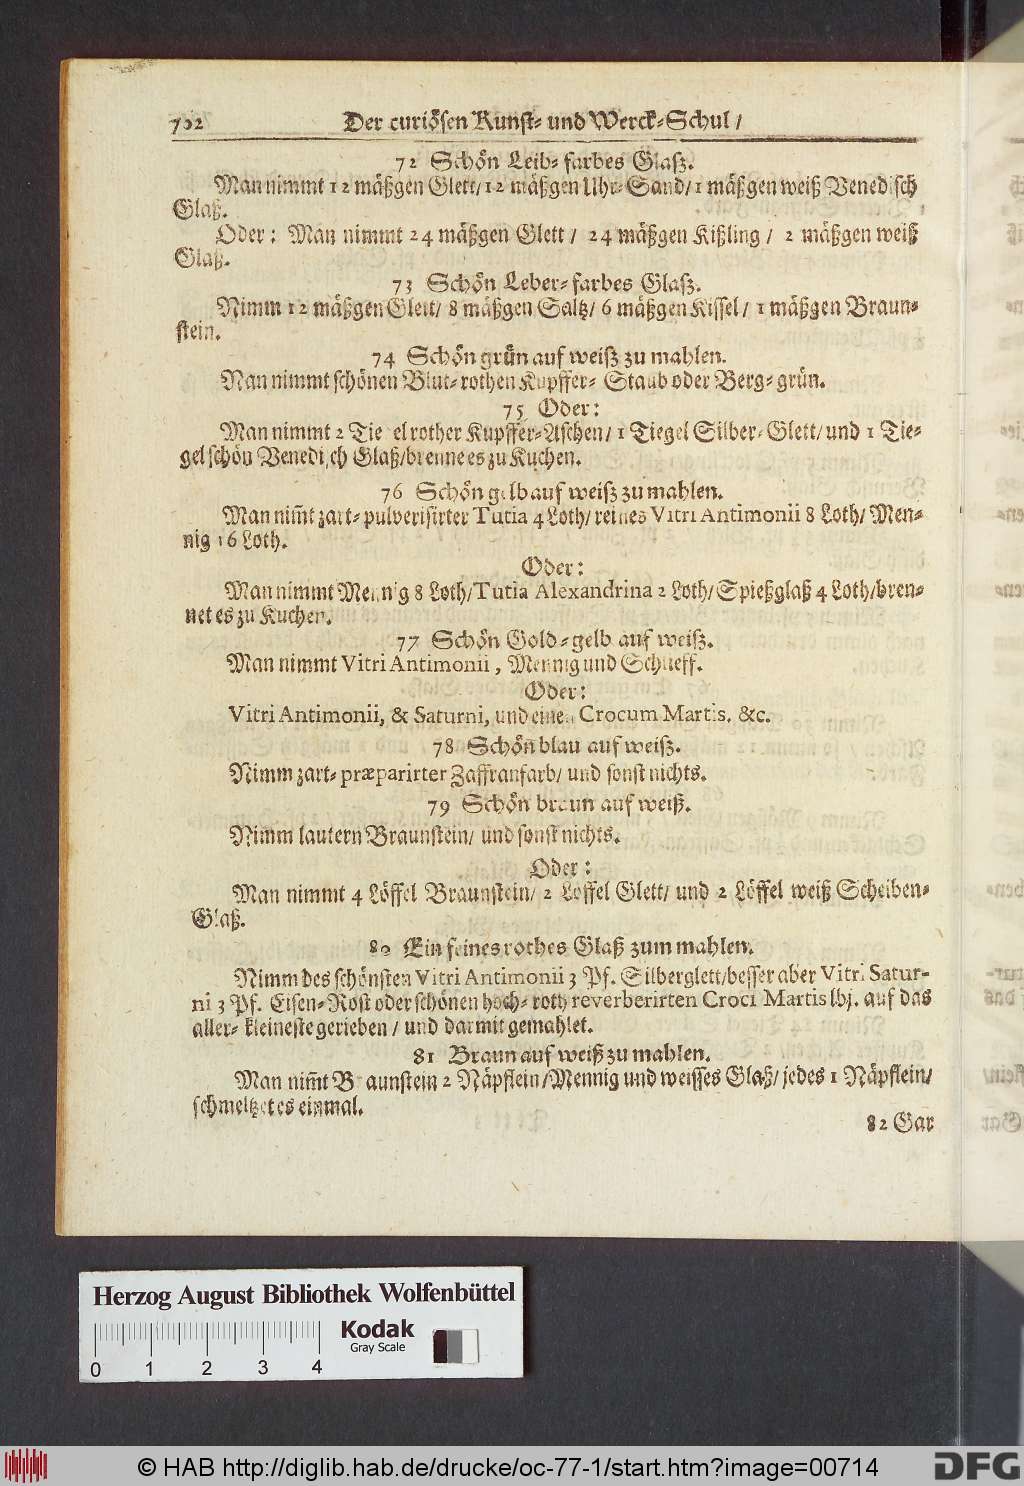 702 Der curiösen Kunst- und Werck-Schul /
72 Schön Leib-farbes Glaß.
Man nimmt 12 mäßgen Glett/ 12 mäßgen Uhr-Sand/ 1 mäßgen weiß Venedisch
Glaß.
Oder: Man nimmt 24 mäßgen Glett / 24 mäßgen Kißling / 2 mäßgen weiß
Glaß.
73 Schön Leber-farbes Glaß.
Nimm 12 mäßgen Glett/ 8 mäßgen Saltz/ 6 mäßgen Kissel / 1 mäßgen Braun-
stein.
74 Schön grün auf weiß zu mahlen.
Man nimmt schönen Blut-rothen Kupffer-Staub oder Berg-grün.
75 Oder:
Man nimmt 2 Tiegel rother Kupffer-Aschen/ 1 Tiegel Silber-Glett/ und 1 Tie-
gel schön Venedisch Glaß/ brenne es zu Kuchen.
76 Schön gelb auf weiß zu mahlen.
Man nim̄t zart-pulverisirter Tutia 4 Loth/ reines Vitri Antimonii 8 Loth/ Men-
nig 16 Loth.
Oder:
Man nimmt Mennig 8 Loth/ Tutia Alexandrina 2 Loth/ Spießglaß 4 Loth/ bren-
net es zu Kuchen.
77 Schön Gold-gelb auf weiß.
Man nimmt Vitri Antimonii, Mennig und Schlieff.
Oder:
Vitri Antimonii, & Saturni, und einen Crocum Martis. &c.
78 Schön blau auf weiß.
Nimm zart-præparirter Zaffranfarb/ und sonst nichts.
79 Schön braun auf weiß.
Nimm lautern Braunstein/ und sonst nichts.
Oder:
Man nimmt 4 Löffel Braunstein/ 2 Löffel Glett/ und 2 Löffel weiß Scheiben-
Glaß.
80 Ein feines rothes Glaß zum mahlen.
Nimm des schönsten Vitri Antimonii 3 Pf. Silberglett/ besser aber Vitri Satur-
ni 3 Pf. Eisen-Rost oder schönen hoch-roth reverberirten Croci Martis lbj. auf das
aller-kleineste gerieben / und darmit gemahlet.
81 Braun auf weiß zu mahlen.
Man nim̄t Braunstein 2 Näpflein/ Mennig und weisses Glaß/ jedes 1 Näpflein/
schmeltzet es einmal.
82 Gar
Herzog August Bibliothek Wolfenbüttel
Kodak
Gray Scale
0 1 2 3 4
© HAB http://diglib.hab.de/drucke/oc-77-1/start.htm?image=00714
DFG